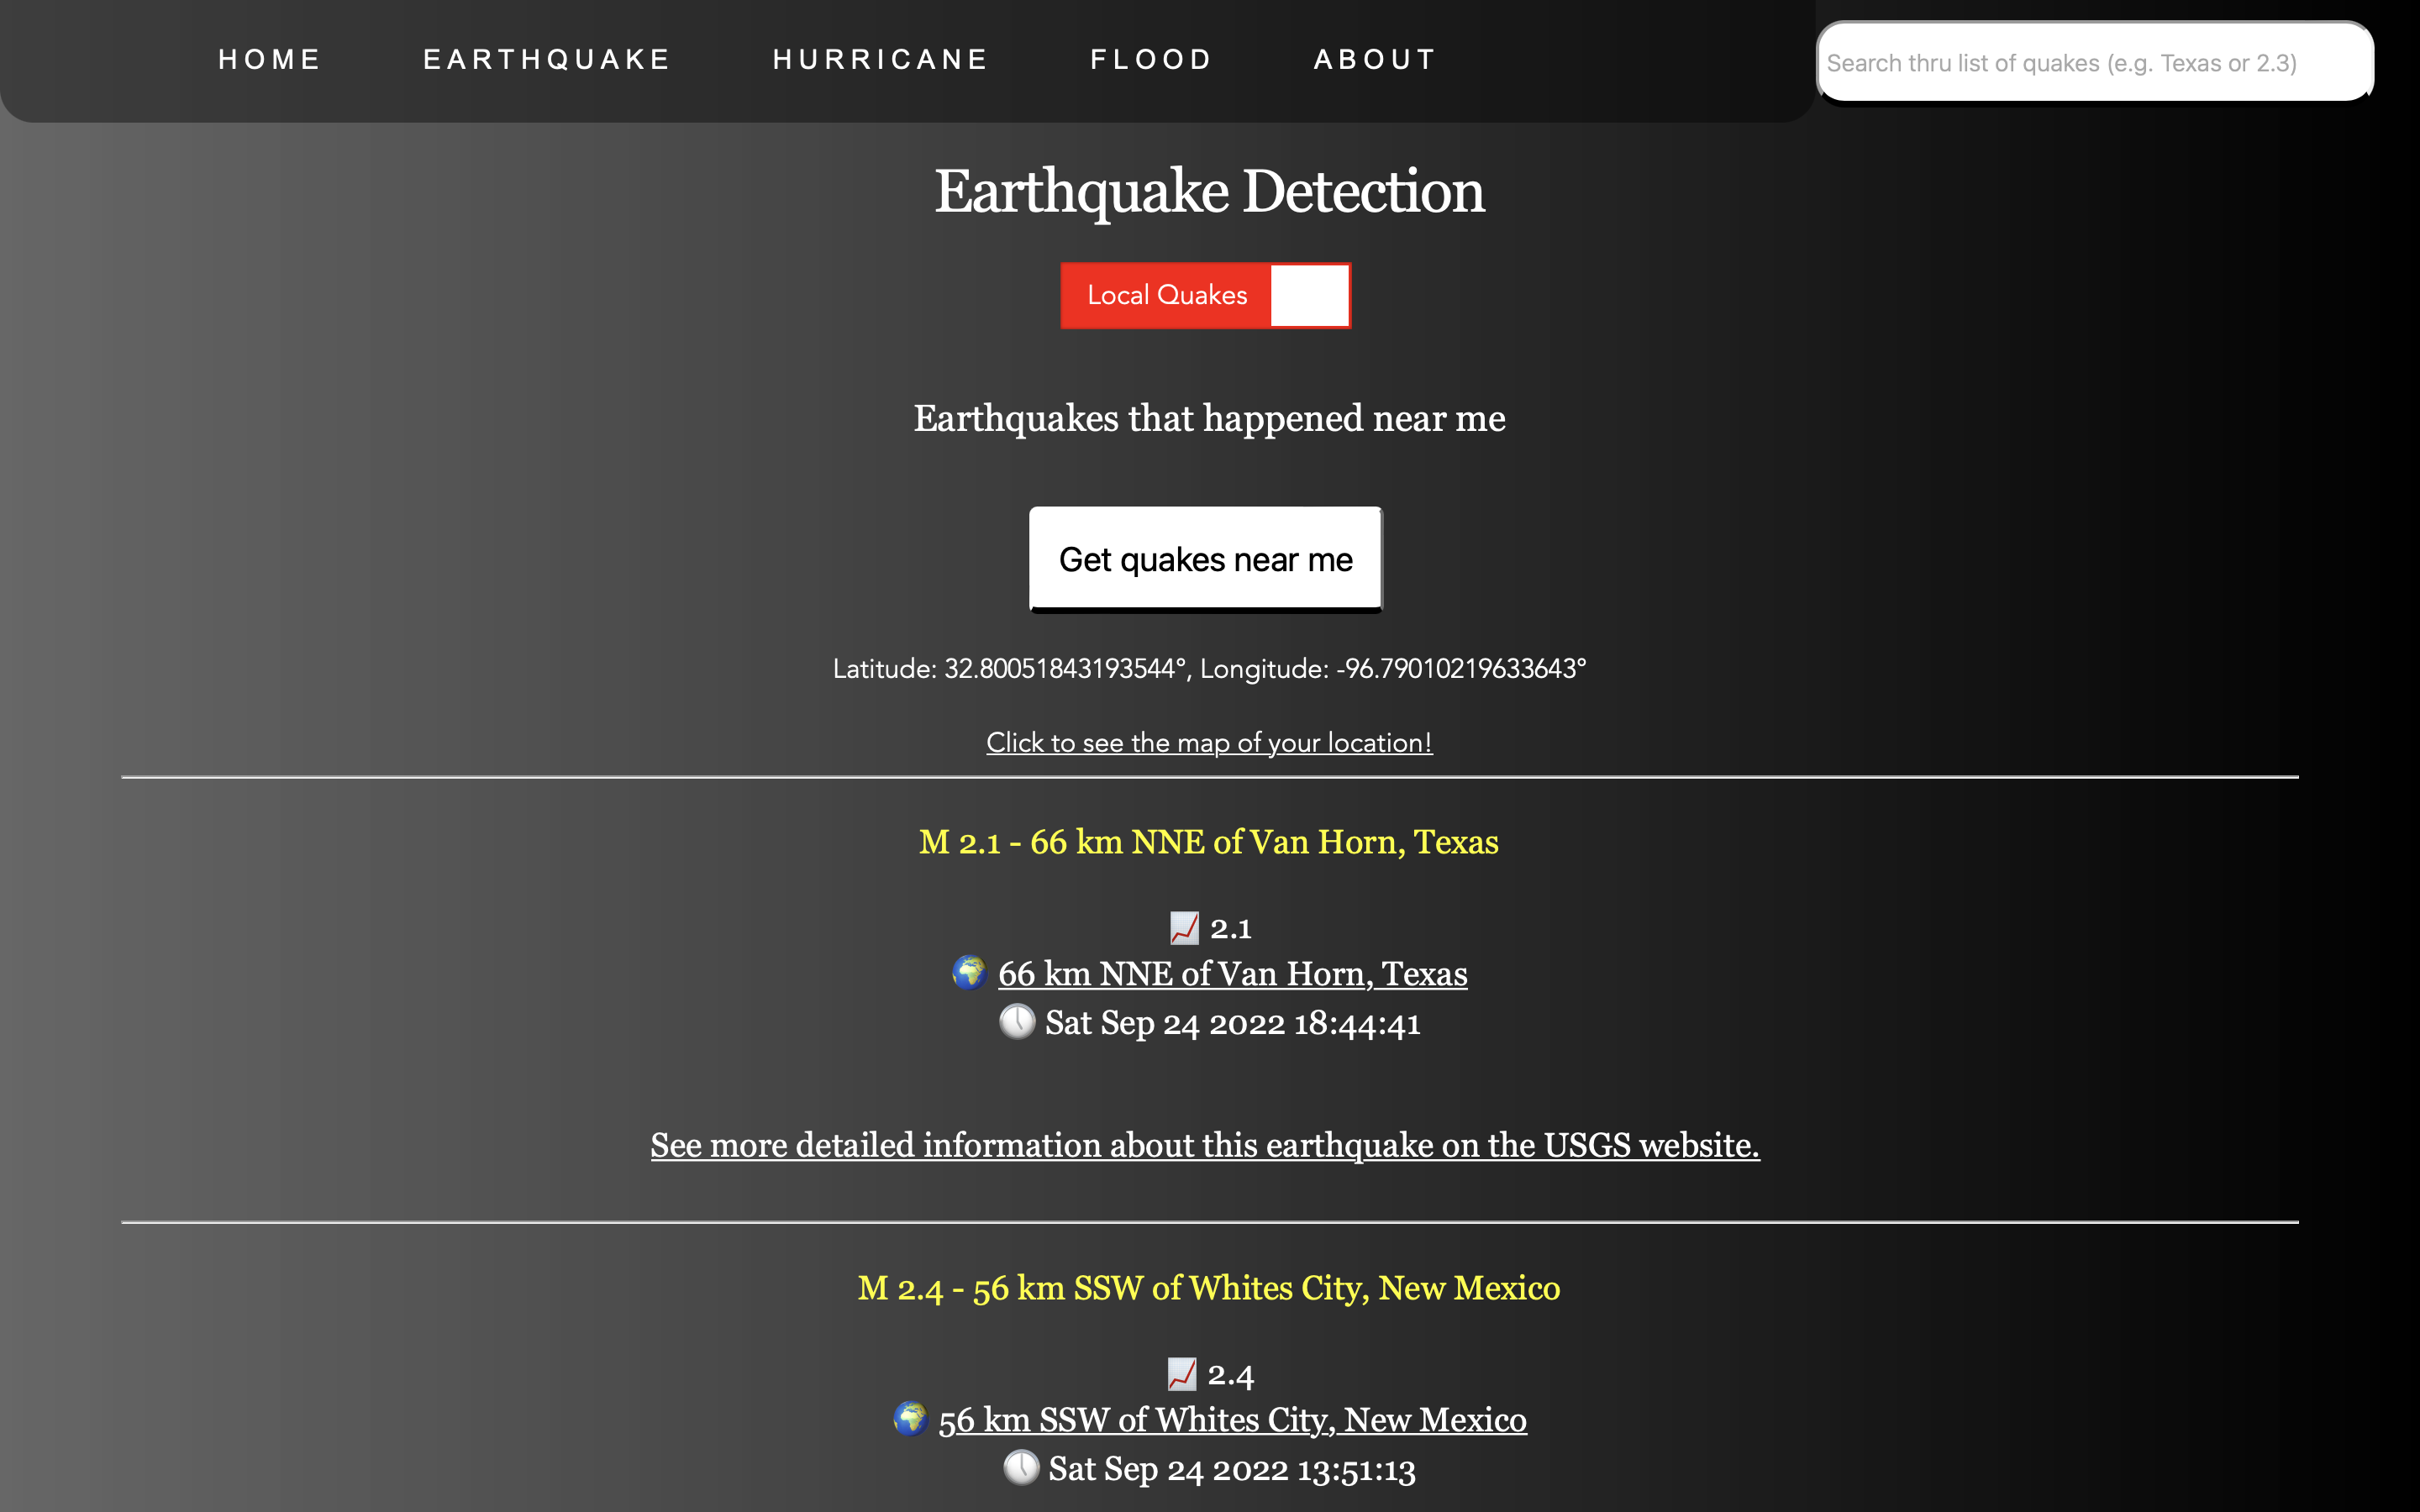 HOME EARTHQUAKE HURRICANE FLOOD ABOUT
Search thru list of quakes (e.g. Texas or 2.3)
Earthquake Detection
Local Quakes
Earthquakes that happened near me
Get quakes near me
Latitude: 32.80051843193544°, Longitude: -96.79010219633643°
Click to see the map of your location!
M 2.1 - 66 km NNE of Van Horn, Texas
📈 2.1
🌍 66 km NNE of Van Horn, Texas
🕔 Sat Sep 24 2022 18:44:41
See more detailed information about this earthquake on the USGS website.
M 2.4 - 56 km SSW of Whites City, New Mexico
📈 2.4
🌍 56 km SSW of Whites City, New Mexico
🕔 Sat Sep 24 2022 13:51:13